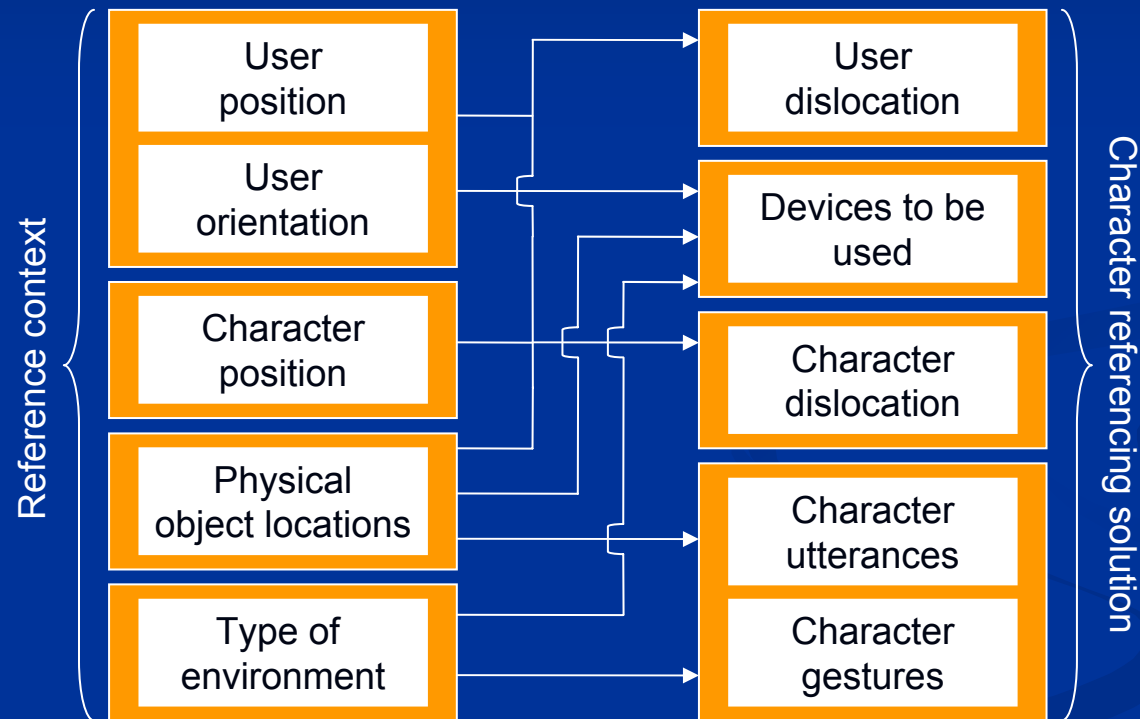 Reference context
User
position
User
orientation
Character
position
Physical
object locations
Type of
environment
User
dislocation
Devices to be
used
Character
dislocation
Character
utterances
Character
gestures
Character referencing solution